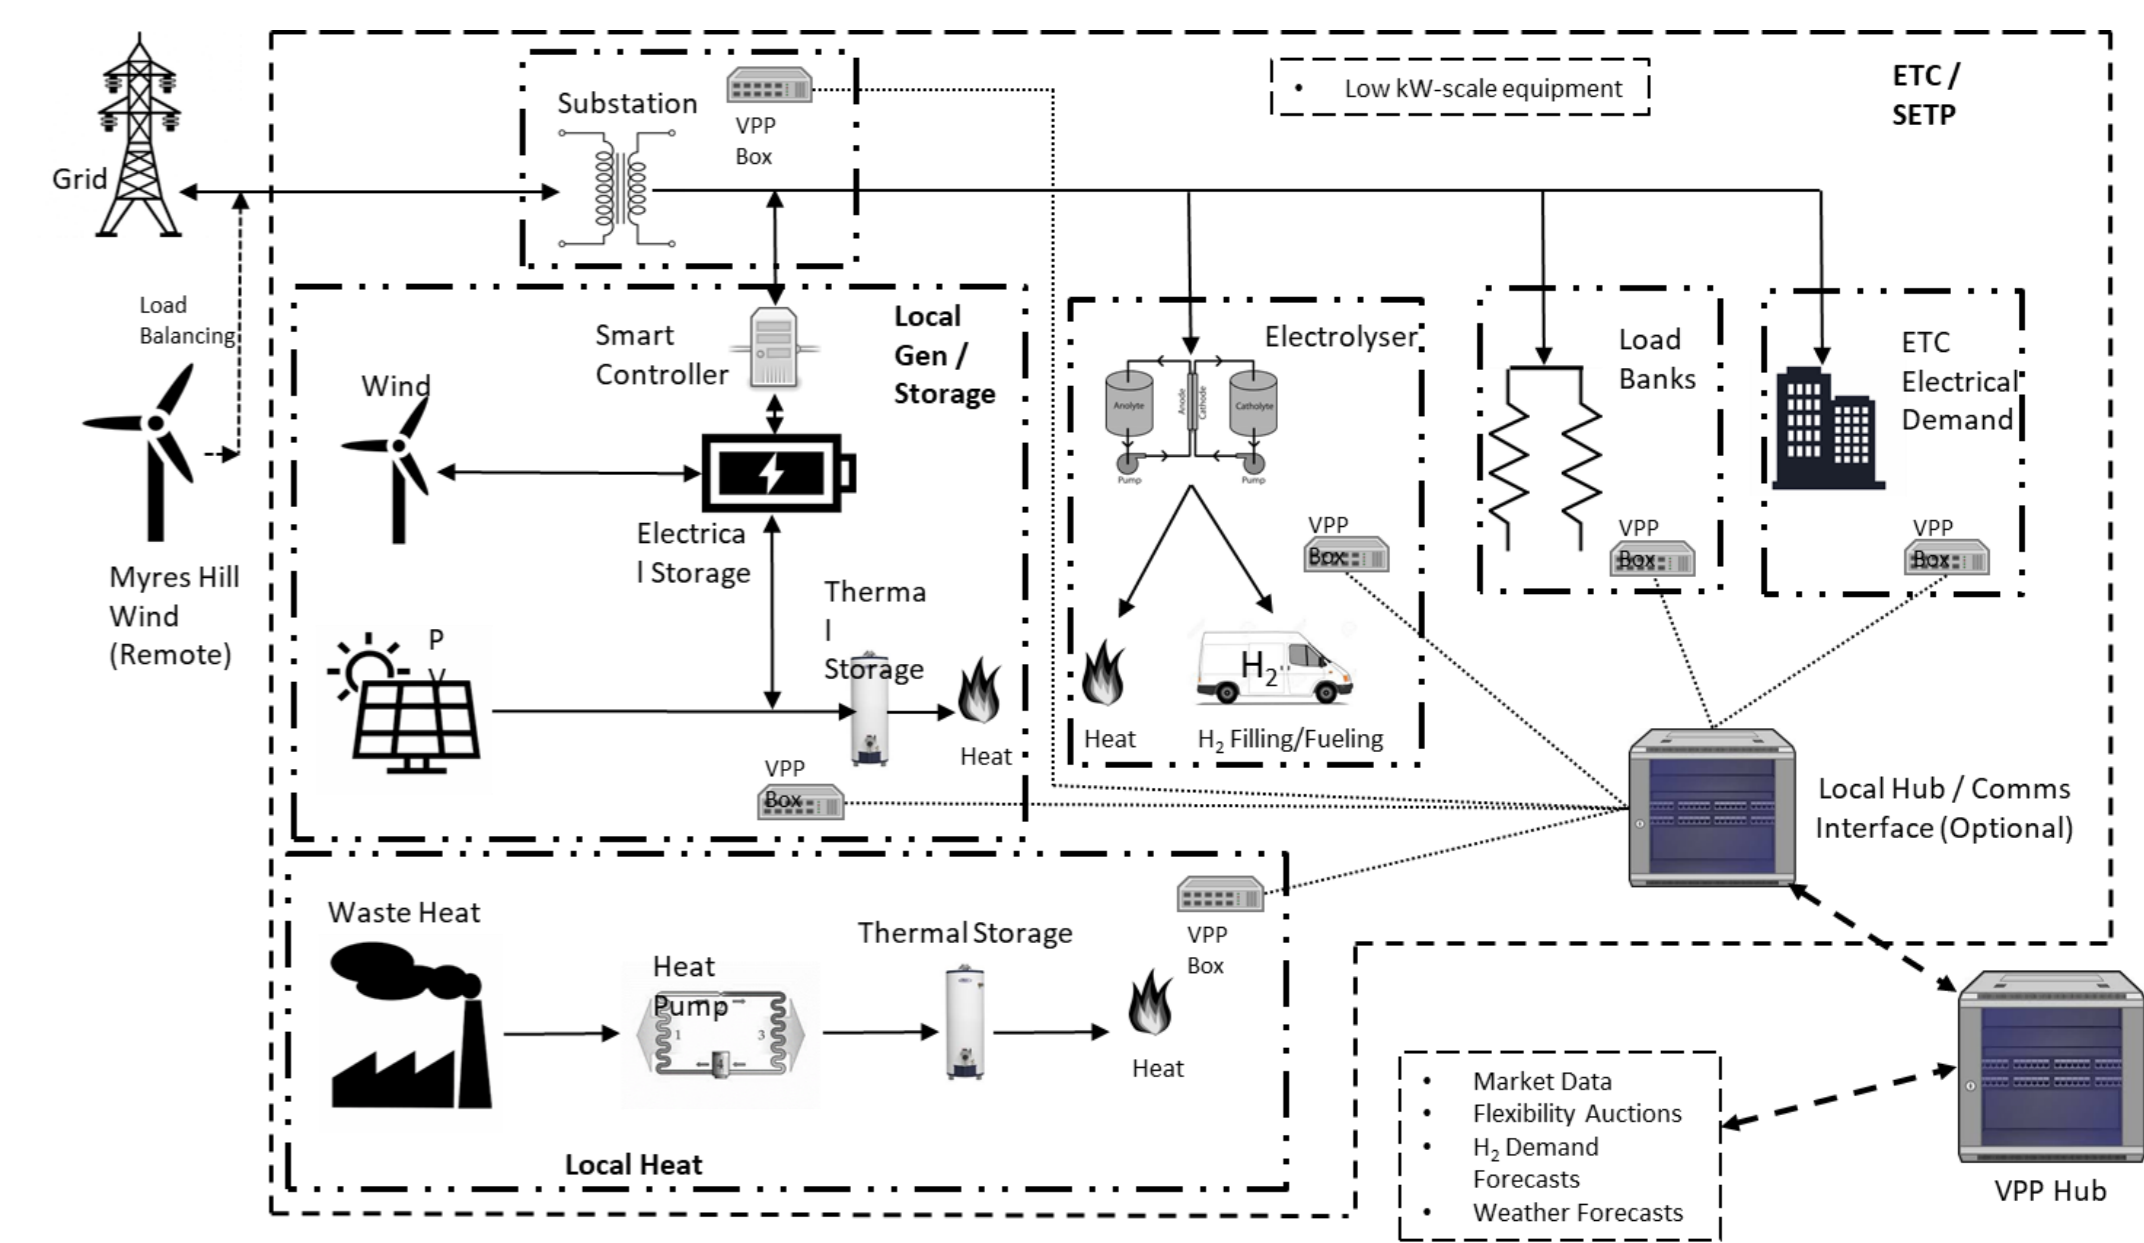 Grid
Load
Balancing
Myres Hill
Wind
(Remote)
Substation
VPP
Box
• Low kW-scale equipment
ETC /
SETP
Smart
Controller
Local
Gen /
Storage
Wind
Electrica
l Storage
Therma
l
Storage
P
V
Heat
VPP
Box
Electrolyser
Anolyte
Anode
Cathode
Catholyte
Pump
Pump
VPP
Box
Heat
H₂
H₂ Filling/Fueling
Load
Banks
VPP
Box
ETC
Electrical
Demand
VPP
Box
Local Hub / Comms
Interface (Optional)
Waste Heat
Heat
Pump
1
2
3
4
Thermal Storage
Heat
VPP
Box
Local Heat
• Market Data
• Flexibility Auctions
• H₂ Demand
Forecasts
• Weather Forecasts
VPP Hub